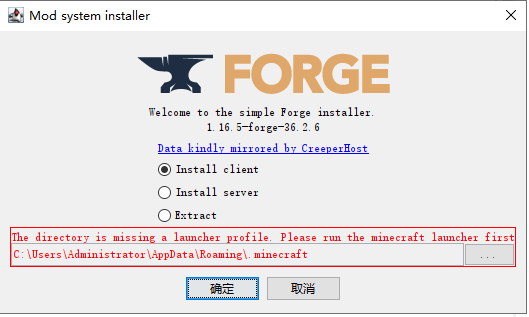 Mod system installer
FORGE
Welcome to the simple Forge installer.
1.16.5-forge-36.2.6
Data kindly mirrored by CreeperHost
Install client
Install server
Extract
The directory is missing a launcher profile. Please run the minecraft launcher first
C:\Users\Administrator\AppData\Roaming\.minecraft
...
确定
取消